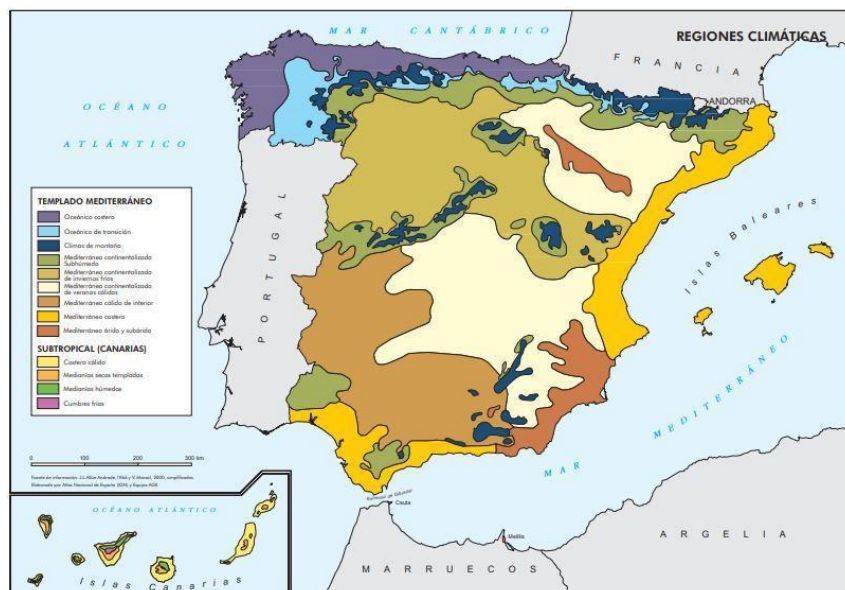 REGIONES CLIMÁTICAS
MAR CANTÁBRICO
FRANCIA
ANDORRA
OCÉANO
ATLÁNTICO
PORTUGAL
Islas Baleares
MAR MEDITERRÁNEO
TEMPLADO MEDITERRÁNEO
Oceánico costero
Oceánico de transición
Climas de montaña
Mediterráneo continentalizado
Subhúmedo
Mediterráneo continentalizado
de inviernos fríos
Mediterráneo continentalizado
de veranos cálidos
Mediterráneo cálido de interior
Mediterráneo costero
Mediterráneo árido y subárido
SUBTROPICAL (CANARIAS)
Costero cálido
Medianías secas templadas
Medianías húmedas
Cumbres frías
0 100 200 300 km
OCÉANO ATLÁNTICO
Islas Canarias
Ceuta
Melilla
MARRUECOS
ARGELIA